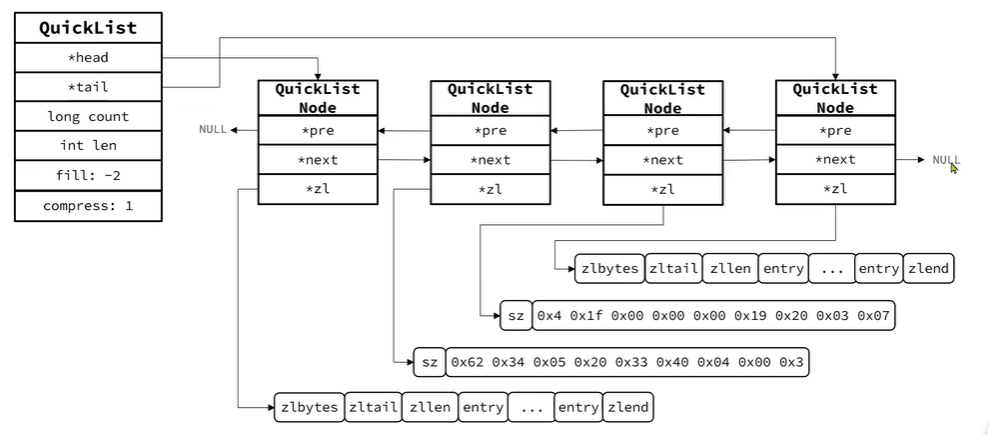 QuickList
*head
*tail
long count
int len
fill: -2
compress: 1
QuickList
Node
*pre
*next
*zl
QuickList
Node
*pre
*next
*zl
QuickList
Node
*pre
*next
*zl
QuickList
Node
*pre
*next
*zl
NULL
NULL
zlbytes zltail zllen entry ... entry zlend
sz 0x4 0x1f 0x00 0x00 0x00 0x19 0x20 0x03 0x07
sz 0x62 0x34 0x05 0x20 0x33 0x40 0x04 0x00 0x3
zlbytes zltail zllen entry ... entry zlend